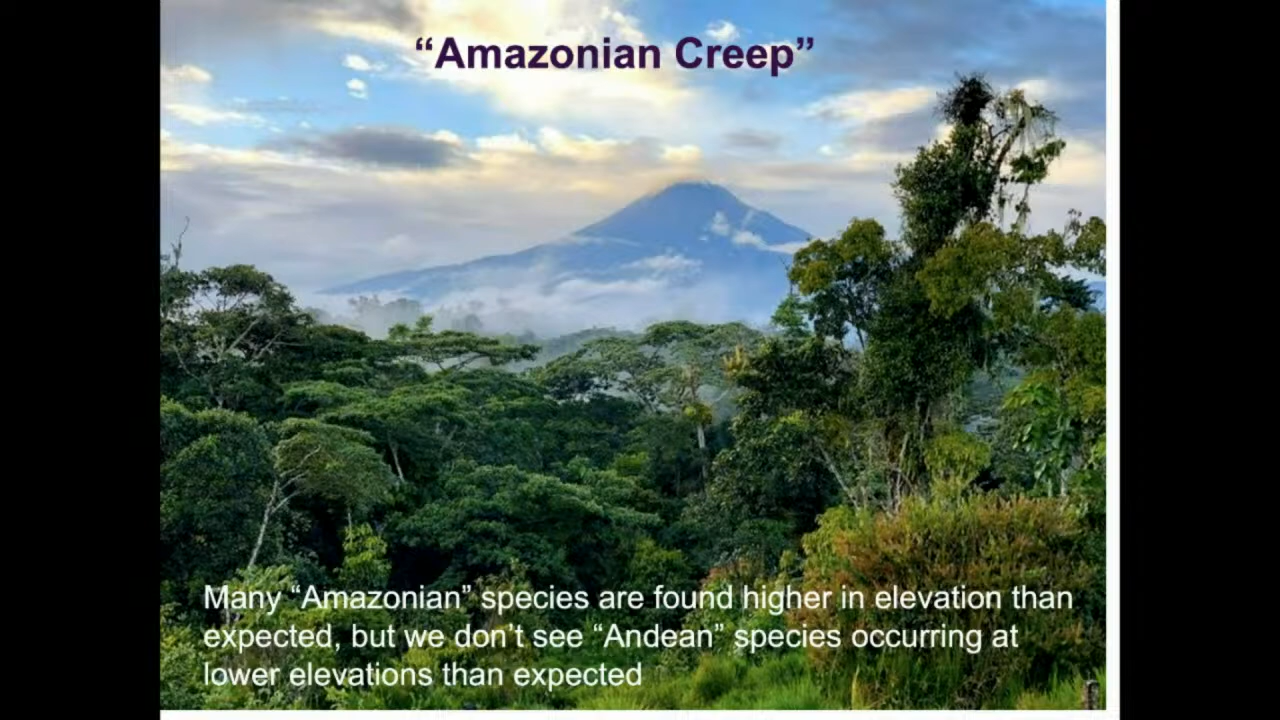 “Amazonian Creep”
Many “Amazonian” species are found higher in elevation than
expected, but we don’t see “Andean” species occurring at
lower elevations than expected